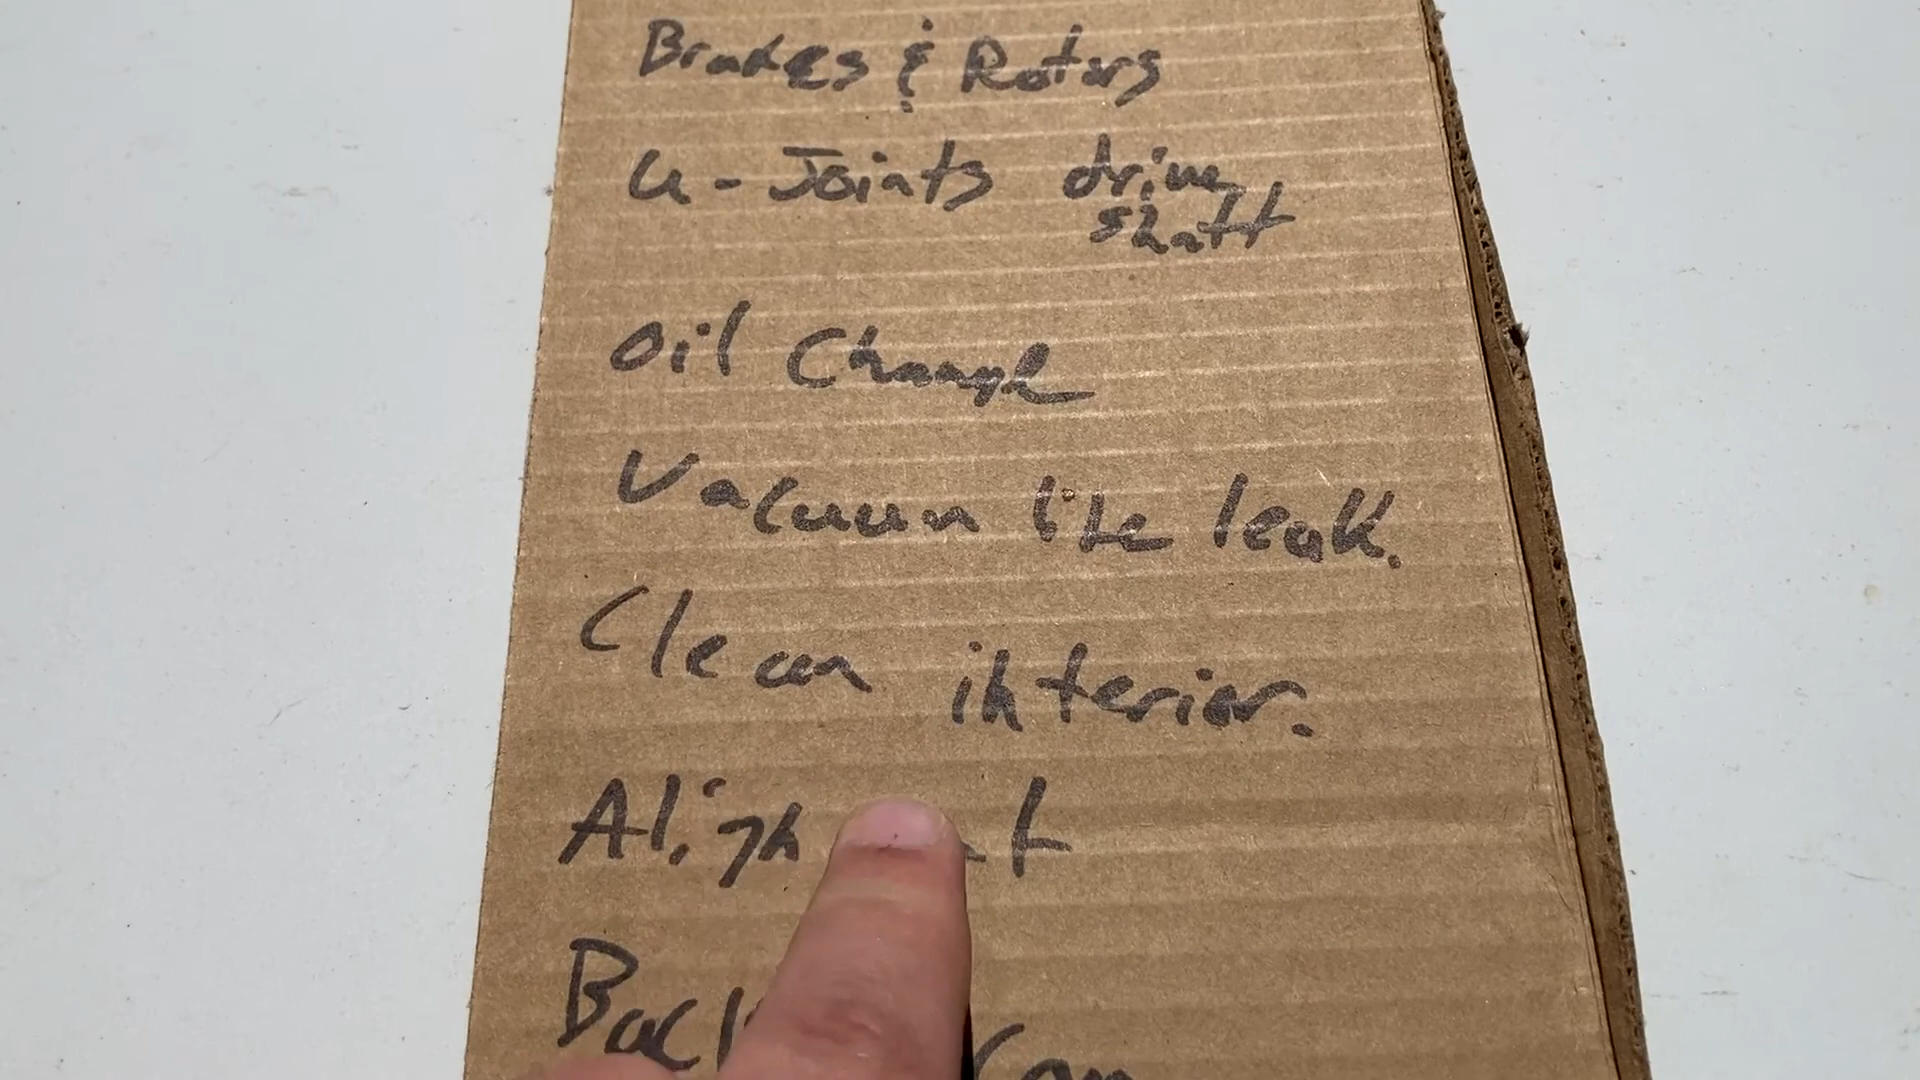 Brakes & Rotors
U-Joints drive
shaft
Oil Change
Vacuum line leak.
Clean interior.